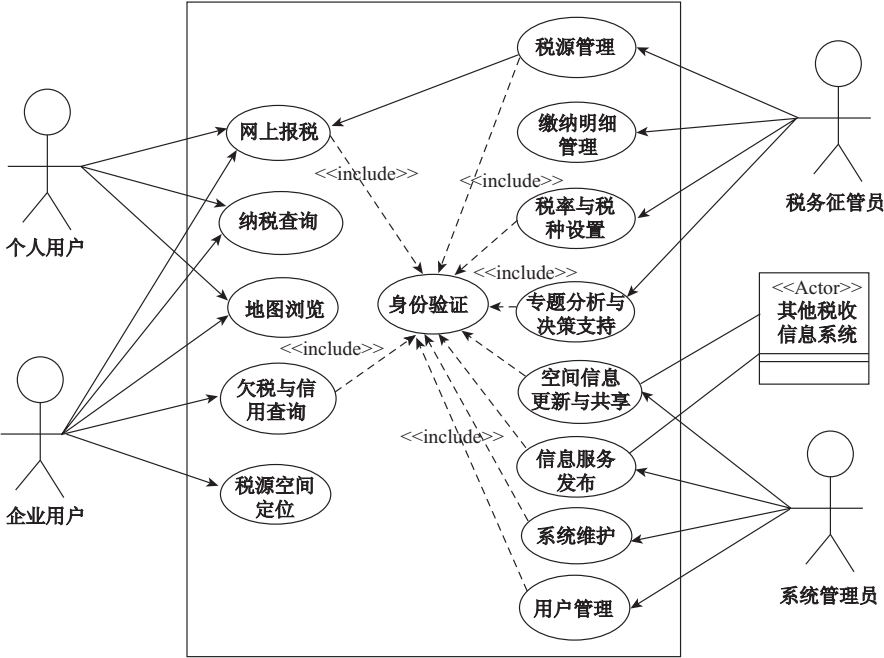 税源管理
网上报税
缴纳明细
管理
<<include>>
<<include>>
税务征管员
纳税查询
税率与税
种设置
个人用户
<<include>>
地图浏览
身份验证
专题分析与
决策支持
<<Actor>>
其他税收
信息系统
<<include>>
欠税与信
用查询
空间信息
更新与共享
<<include>>
信息服务
发布
企业用户
税源空间
定位
系统维护
用户管理
系统管理员